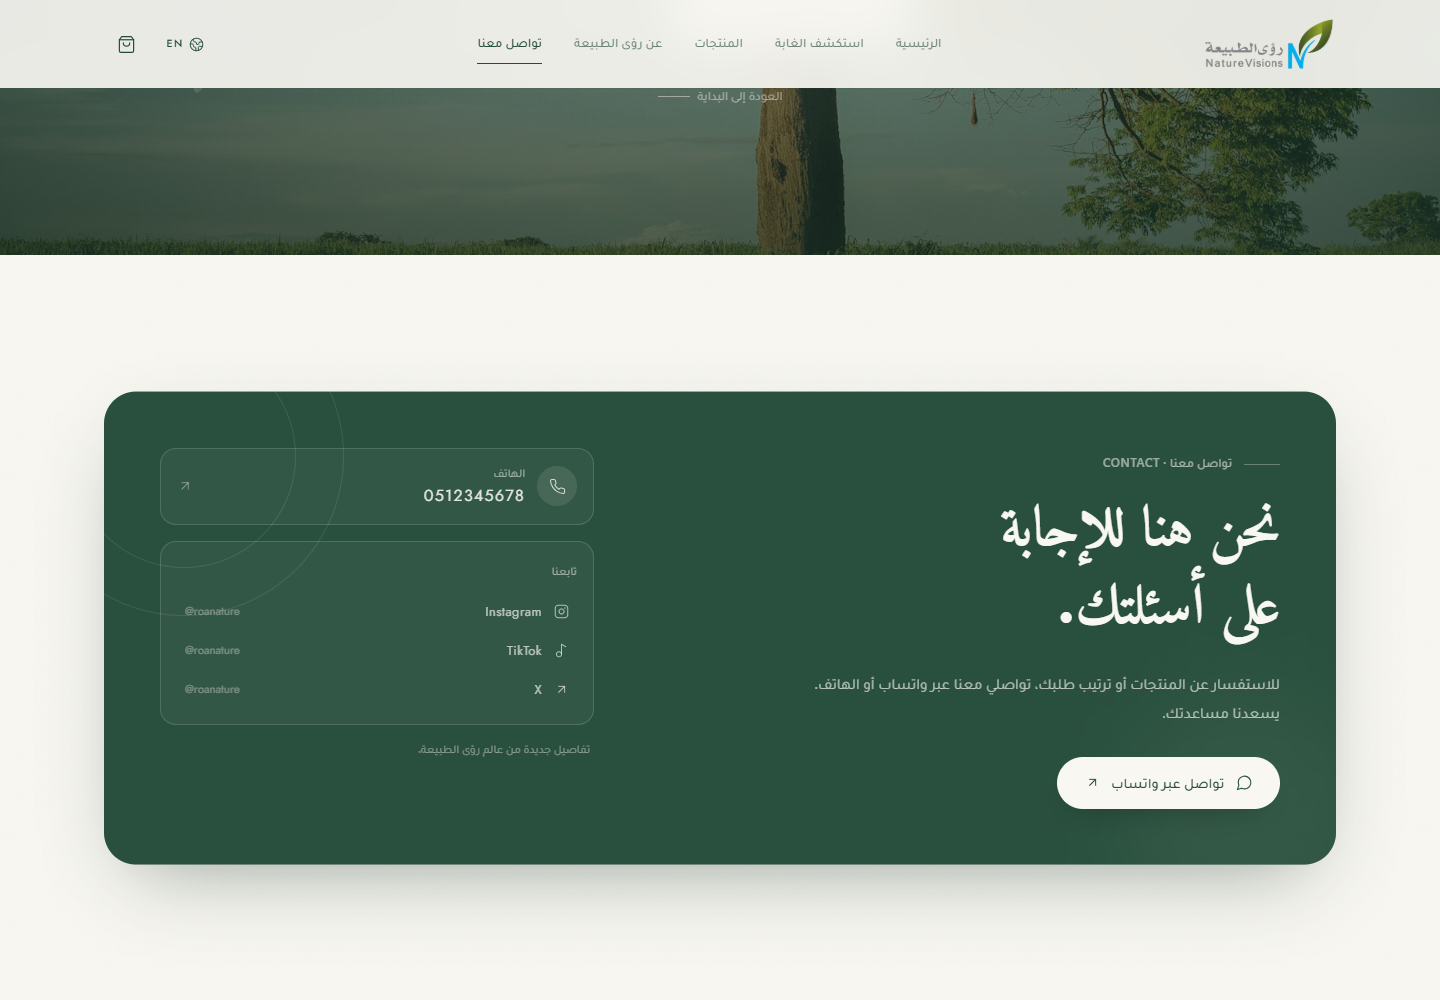 رؤى الطبيعة
NatureVisions
الرئيسية
استكشف الغابة
المنتجات
عن رؤى الطبيعة
تواصل معنا
EN
العودة إلى البداية
تواصل معنا · CONTACT
نحن هنا للإجابة
على أسئلتك.
للاستفسار عن المنتجات أو ترتيب طلبك، تواصلي معنا عبر واتساب أو الهاتف.
يسعدنا مساعدتك.
تواصل عبر واتساب
الهاتف
0512345678
تابعنا
Instagram @roanature
TikTok @roanature
X @roanature
تفاصيل جديدة من عالم رؤى الطبيعة.